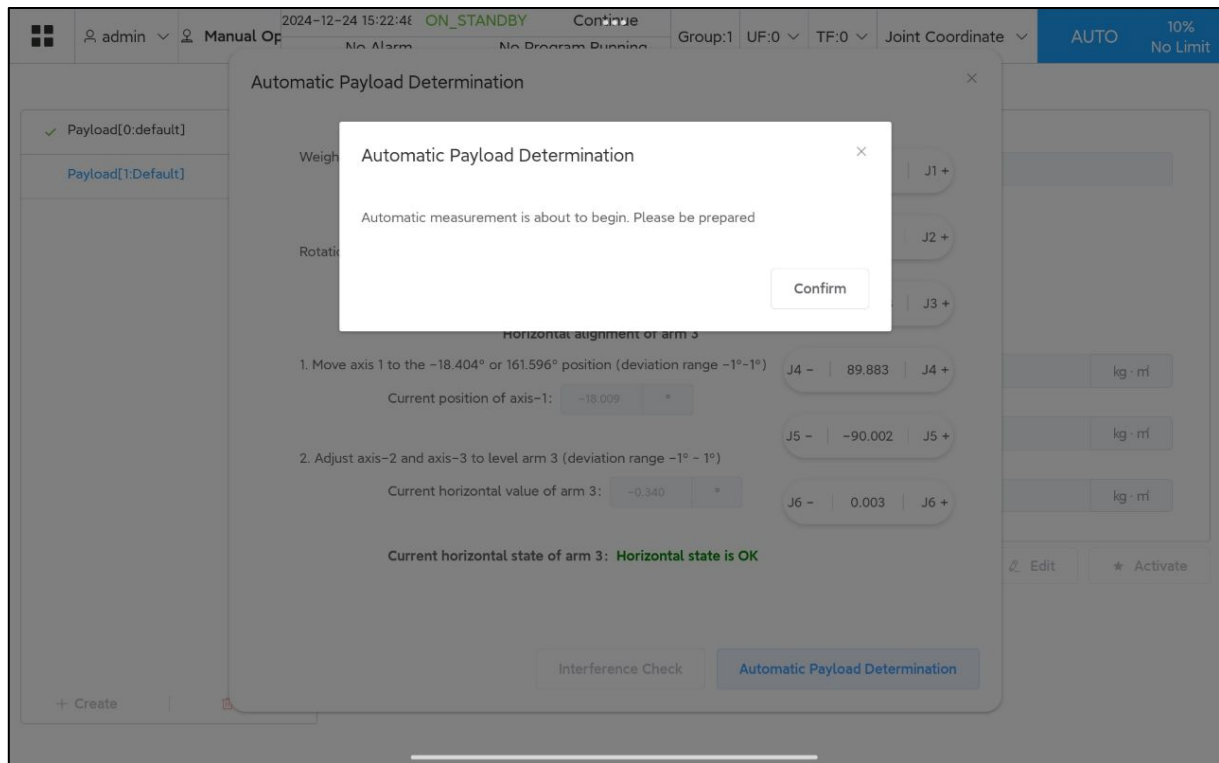 2024-12-24 15:22:48 ON_STANDBY Continue
admin Manual Op Group:1 UF:0 TF:0 Joint Coordinate AUTO 10%
No Alarm No Program Running No Limit
Automatic Payload Determination
Payload[0:default]
Payload[1:Default]
Weigh
Automatic Payload Determination
J1 +
Automatic measurement is about to begin. Please be prepared
J2 +
Rotatio
Confirm
J3 +
Horizontal alignment of arm 3
1. Move axis 1 to the -18.404° or 161.596° position (deviation range -1°-1°)
J4 - 89.883 J4 +
kg · ㎡
Current position of axis-1: -18.009 °
J5 - -90.002 J5 +
kg · ㎡
2. Adjust axis-2 and axis-3 to level arm 3 (deviation range -1° - 1°)
Current horizontal value of arm 3: -0.340 °
J6 - 0.003 J6 +
kg · ㎡
Current horizontal state of arm 3: Horizontal state is OK
Edit Activate
Interference Check Automatic Payload Determination
+ Create